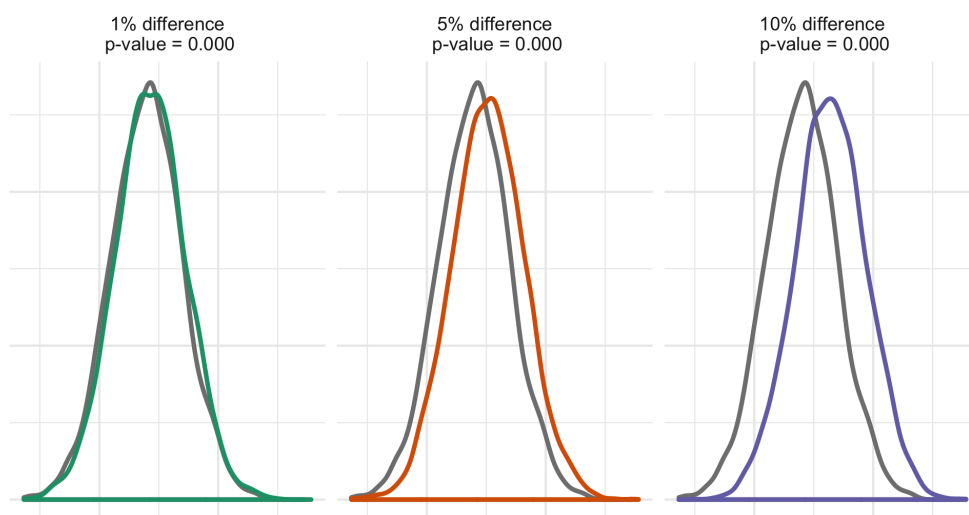 1% difference
p-value = 0.000
5% difference
p-value = 0.000
10% difference
p-value = 0.000